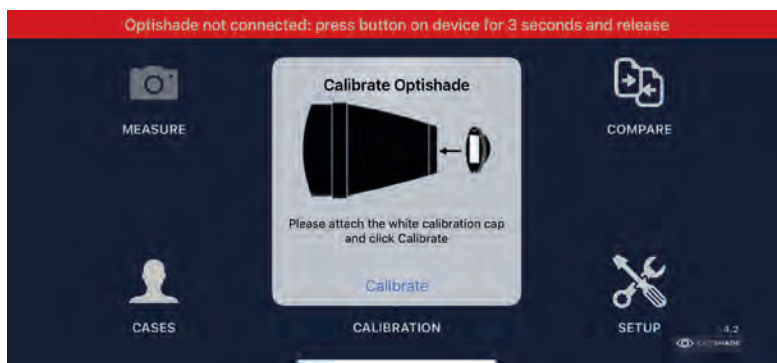 Optishade not connected: press button on device for 3 seconds and release
Calibrate Optishade
MEASURE
COMPARE
Please attach the white calibration cap
and click Calibrate
Calibrate
CASES
CALIBRATION
SETUP
4.2
OPTISHADE